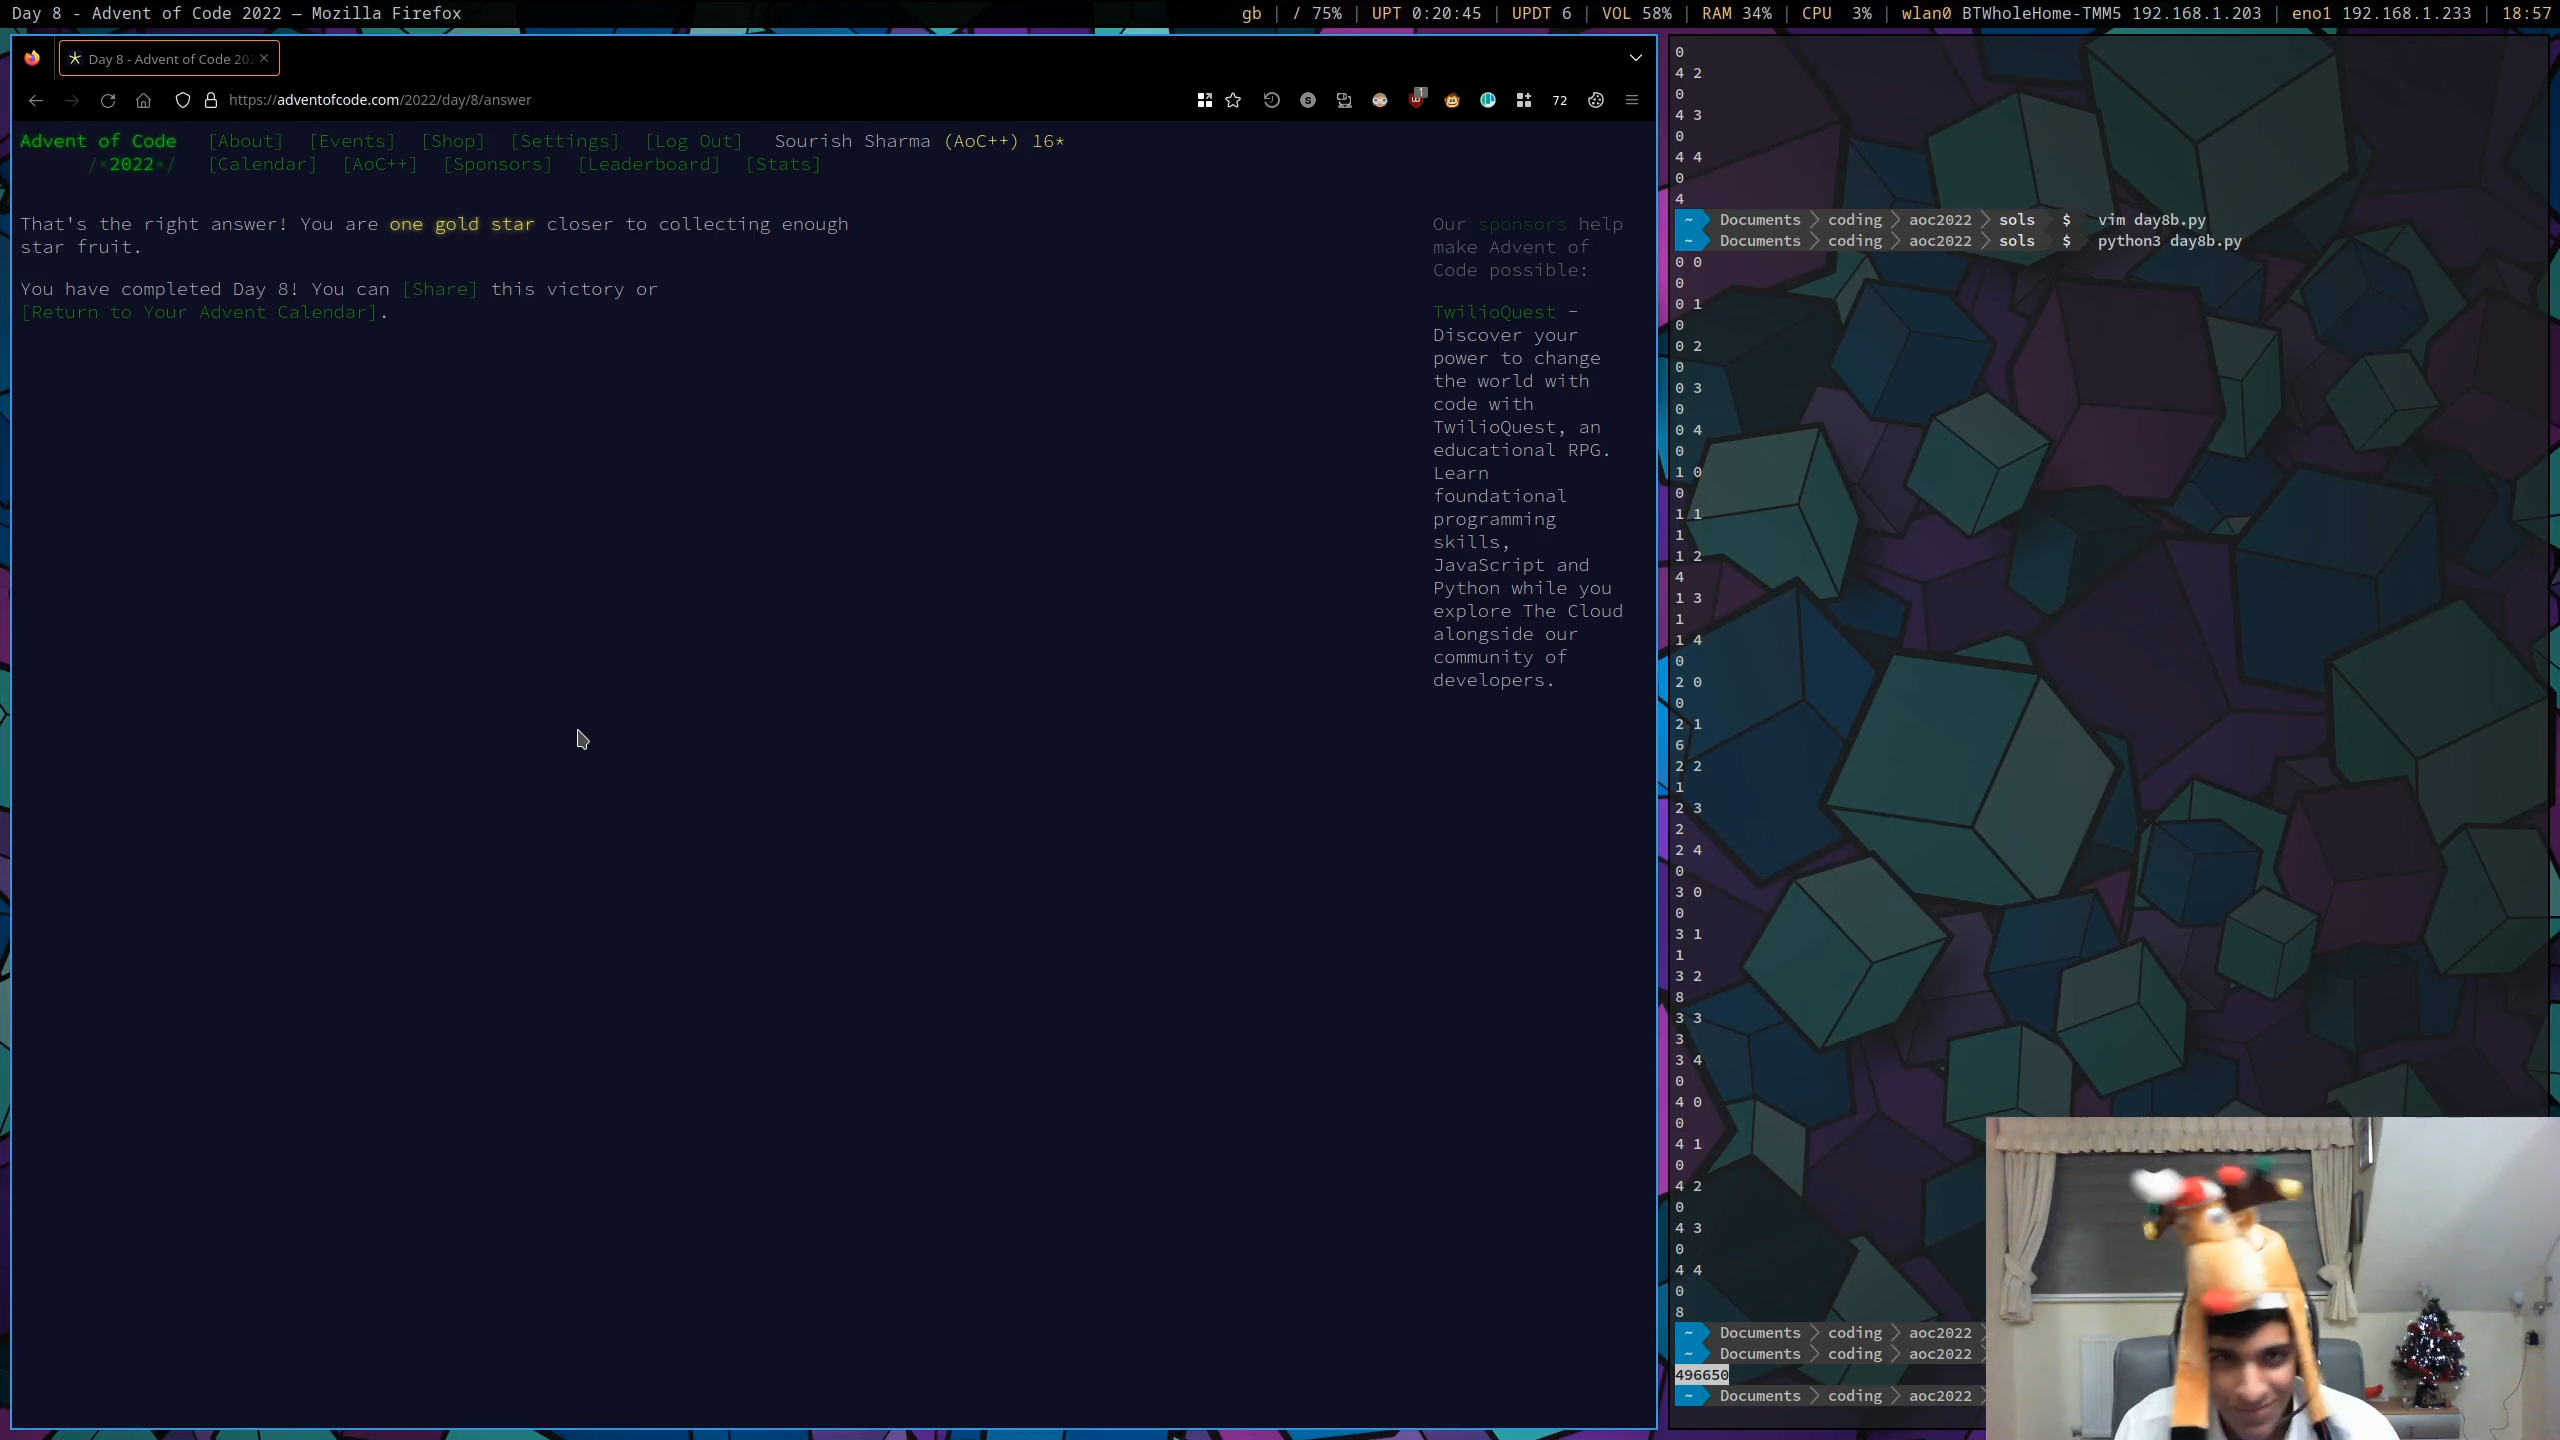 Day 8 - Advent of Code 2022 — Mozilla Firefox
gb | / 75% | UPT 0:20:45 | UPDT 6 | VOL 58% | RAM 34% | CPU 3% | wlan0 BTWholeHome-TMM5 192.168.1.203 | eno1 192.168.1.233 | 18:57
Day 8 - Advent of Code 202
https://adventofcode.com/2022/day/8/answer
1
72
Advent of Code [About] [Events] [Shop] [Settings] [Log Out] Sourish Sharma (AoC++) 16*
/*2022*/ [Calendar] [AoC++] [Sponsors] [Leaderboard] [Stats]
That's the right answer! You are one gold star closer to collecting enough
star fruit.
You have completed Day 8! You can [Share] this victory or
[Return to Your Advent Calendar].
Our sponsors help
make Advent of
Code possible:
TwilioQuest -
Discover your
power to change
the world with
code with
TwilioQuest, an
educational RPG.
Learn
foundational
programming
skills,
JavaScript and
Python while you
explore The Cloud
alongside our
community of
developers.
0
4 2
0
4 3
0
4 4
0
4
~ Documents coding aoc2022 sols $ vim day8b.py
~ Documents coding aoc2022 sols $ python3 day8b.py
0 0
0
0 1
0
0 2
0
0 3
0
0 4
0
1 0
0
1 1
1
1 2
4
1 3
1
1 4
0
2 0
0
2 1
6
2 2
1
2 3
2
2 4
0
3 0
0
3 1
1
3 2
8
3 3
3
3 4
0
4 0
0
4 1
0
4 2
0
4 3
0
4 4
0
8
~ Documents coding aoc2022
~ Documents coding aoc2022
496650
~ Documents coding aoc2022